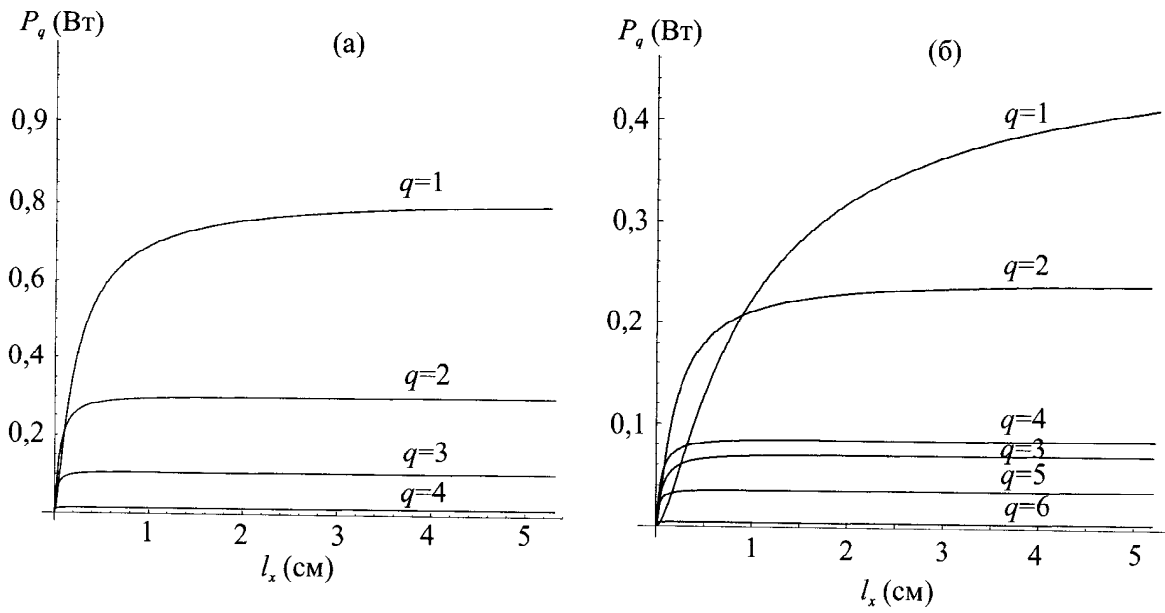 P_q (Вт)
(а)
0,9
0,8
0,6
0,4
0,2
q=1
q=2
q=3
q=4
1 2 3 4 5
l_x (см)
P_q (Вт)
(б)
0,4
0,3
0,2
0,1
q=1
q=2
q=4
q=3
q=5
q=6
1 2 3 4 5
l_x (см)